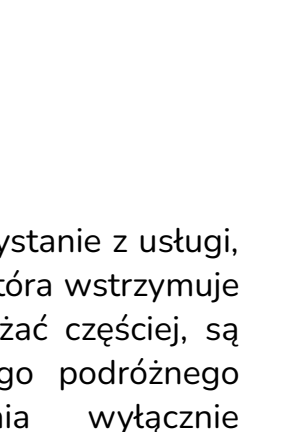 ystanie z usługi,
tóra wstrzymuje
żać częściej, są
go podróżnego
nia wyłącznie